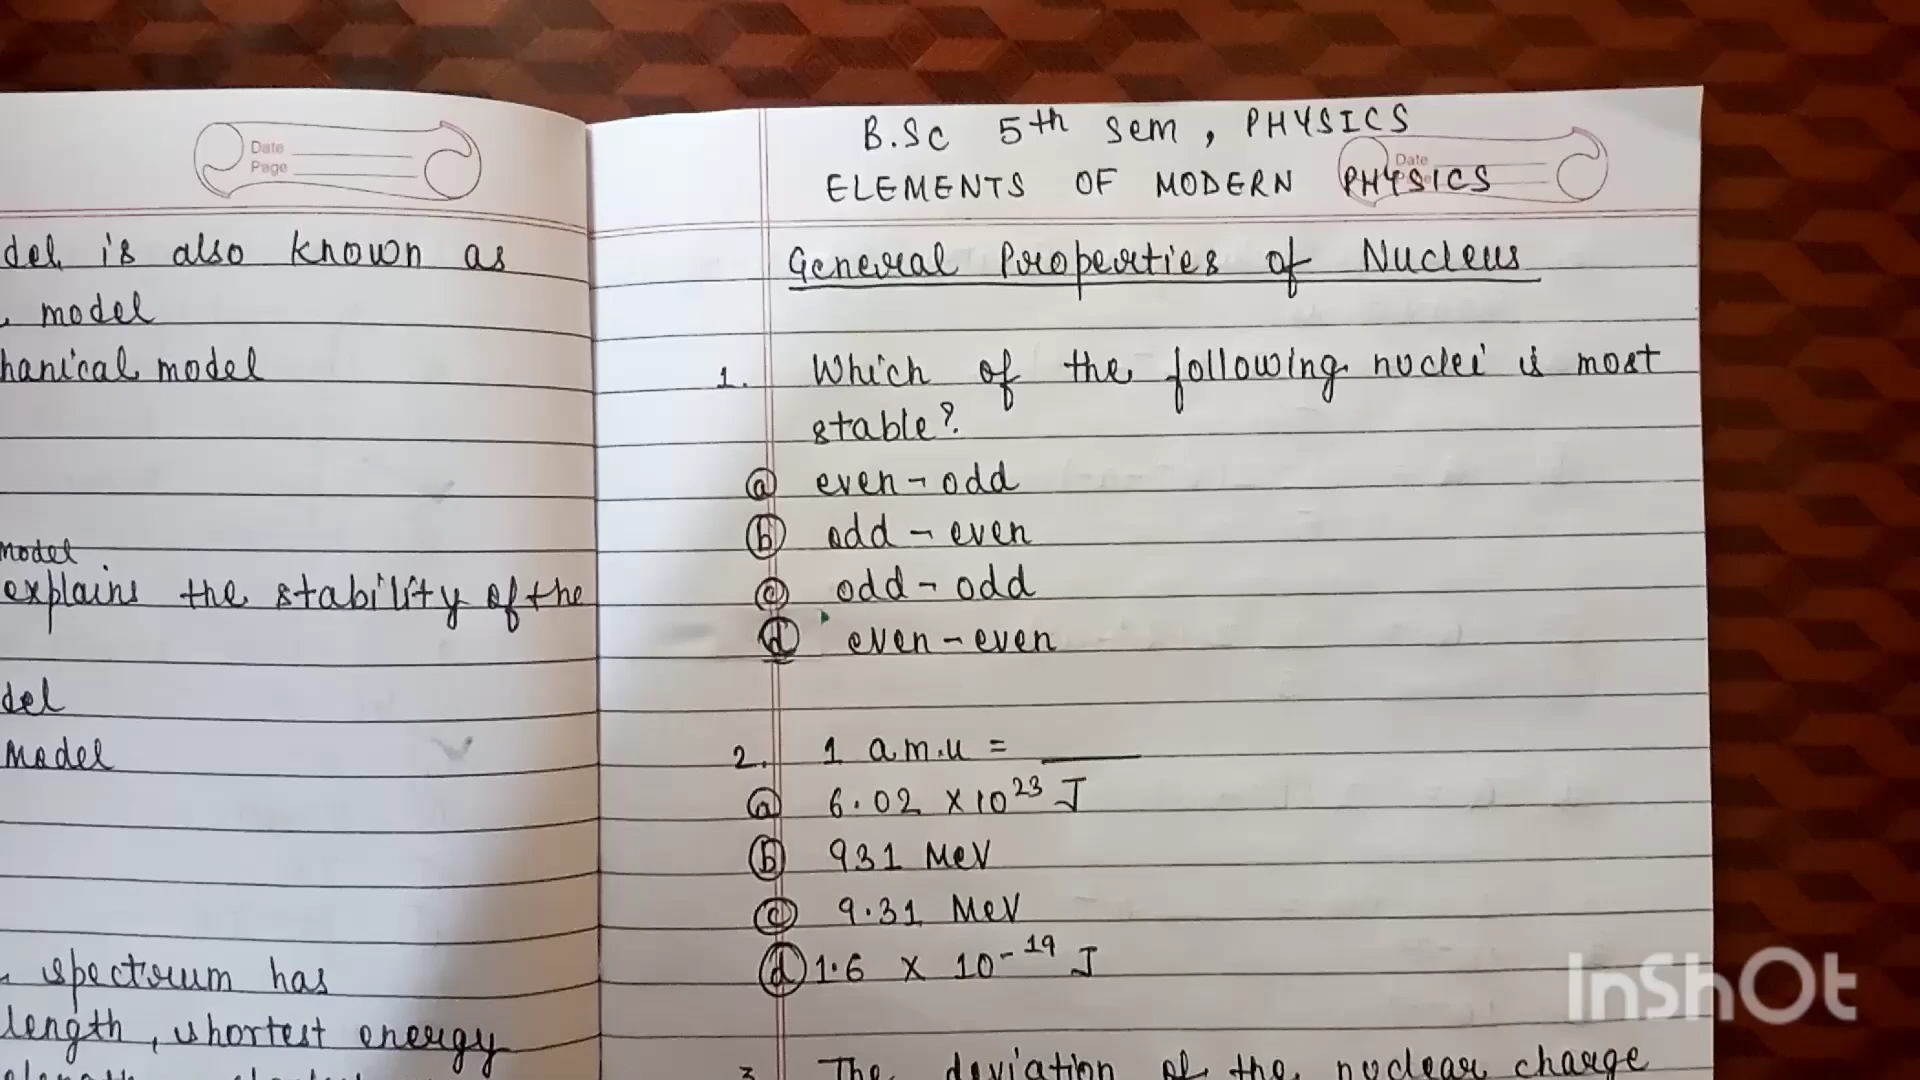 Date
Page
del is also known as
model
hanical model
model
explains the stability of the
del
Model
spectrum has
length, shortest energy
B.Sc 5th Sem, PHYSICS
Date
ELEMENTS OF MODERN PHYSICS
General Properties of Nucleus
1. Which of the following nuclei is most
stable?
(a) even - odd
(b) odd - even
(c) odd - odd
(d) even - even
2. 1 a.m.u = ____
(a) 6.02 x 10^23 J
(b) 931 MeV
(c) 9.31 MeV
(d) 1.6 x 10^-19 J
3 The deviation of the nuclear charge
InShOt